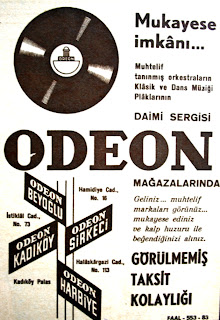 ODEON
Mukayese
imkânı...
Muhtelif
tanınmış orkestraların
Klâsik ve Dans Müziği
Plâklarının
DAİMİ SERGİSİ
ODEON
MAĞAZALARINDA
ODEON
BEYOĞLU
Hamidiye Cad.,
No. 16
İstiklâl Cad.,
No. 73
ODEON
SİRKECİ
ODEON
KADIKÖY
Kadıköy Palas
Halâskârgazi Cad.,
No. 113
ODEON
HARBİYE
Geliniz... muhtelif
markaları görünüz...
mukayese ediniz
ve kalp huzuru ile
beğendiğinizi alınız.
GÖRÜLMEMİŞ
TAKSİT
KOLAYLIĞI
FAAL - 553 - 83